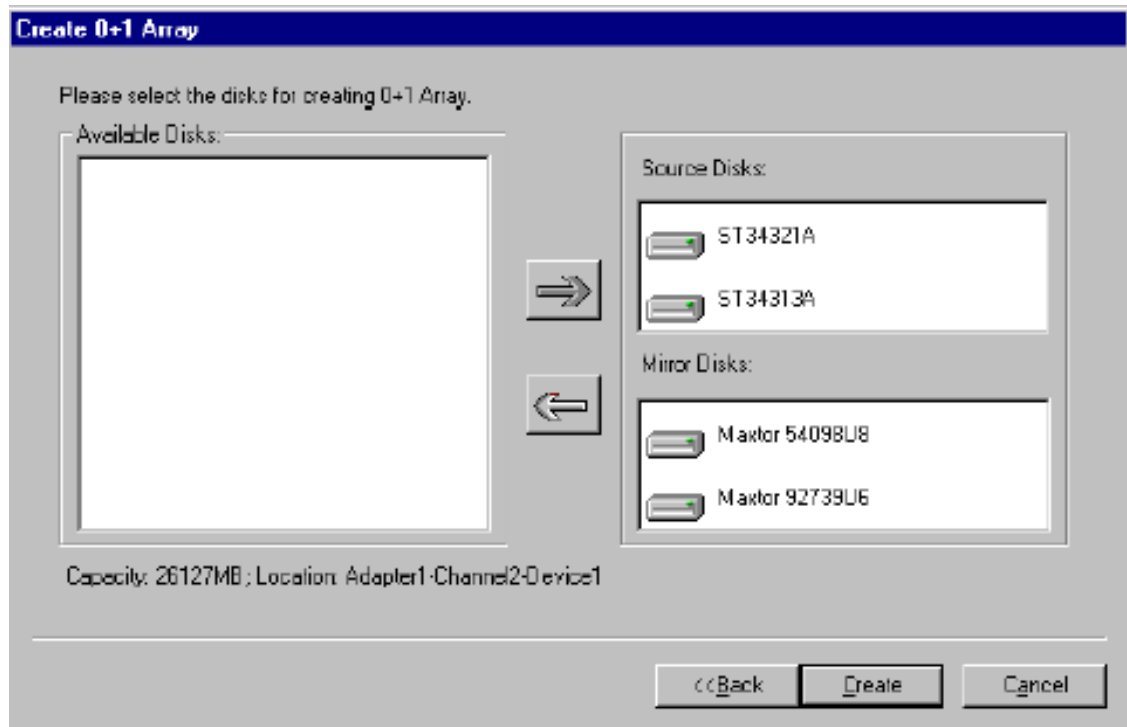 Create 0+1 Array
Please select the disks for creating 0+1 Array.
Available Disks:
Source Disks:
ST34321A
ST34313A
Mirror Disks:
Maxtor 54098U8
Maxtor 92739U6
Capacity: 26127MB; Location: Adapter1-Channel2-Device1
<<Back
Create
Cancel